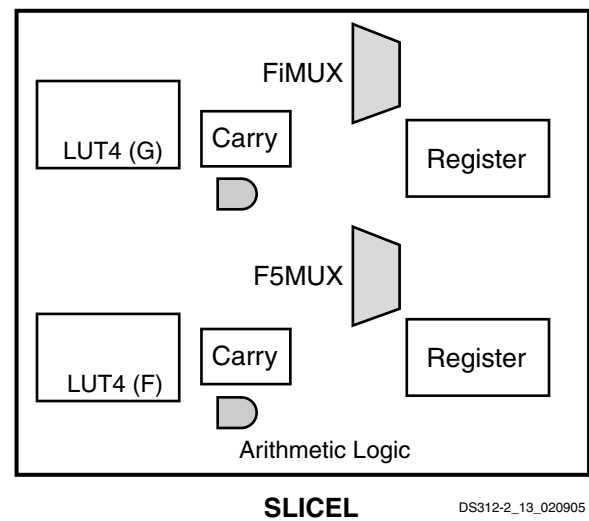 FiMUX
LUT4 (G)
Carry
Register
F5MUX
LUT4 (F)
Carry
Register
Arithmetic Logic
SLICEL
DS312-2_13_020905